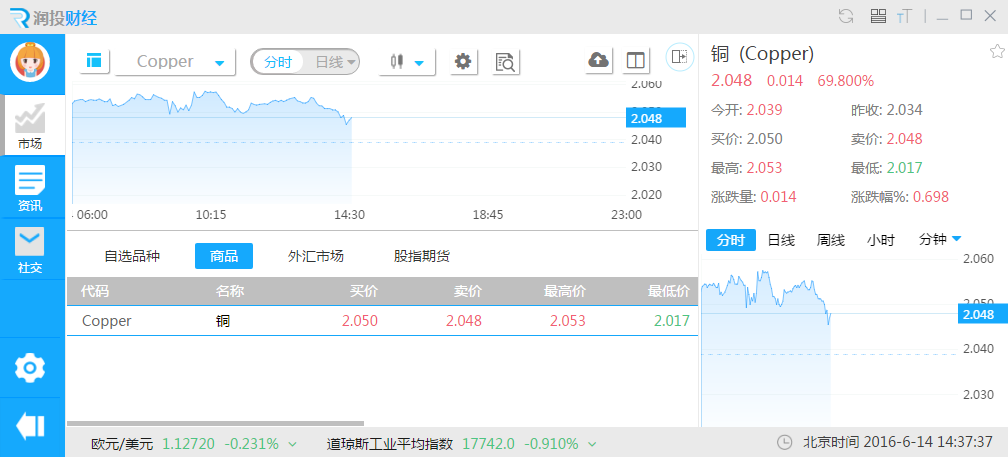 润投财经
市场
资讯
社交
Copper
分时 日线
2.060
2.048
2.040
2.030
2.020
06:00 10:15 14:30 18:45 23:00
自选品种 商品 外汇市场 股指期货
代码 名称 买价 卖价 最高价 最低价
Copper 铜 2.050 2.048 2.053 2.017
铜 (Copper)
2.048 0.014 69.800%
今开: 2.039 昨收: 2.034
买价: 2.050 卖价: 2.048
最高: 2.053 最低: 2.017
涨跌量: 0.014 涨跌幅%: 0.698
分时 日线 周线 小时 分钟
2.060
2.050
2.048
2.040
2.030
欧元/美元 1.12720 -0.231% 道琼斯工业平均指数 17742.0 -0.910% 北京时间 2016-6-14 14:37:37